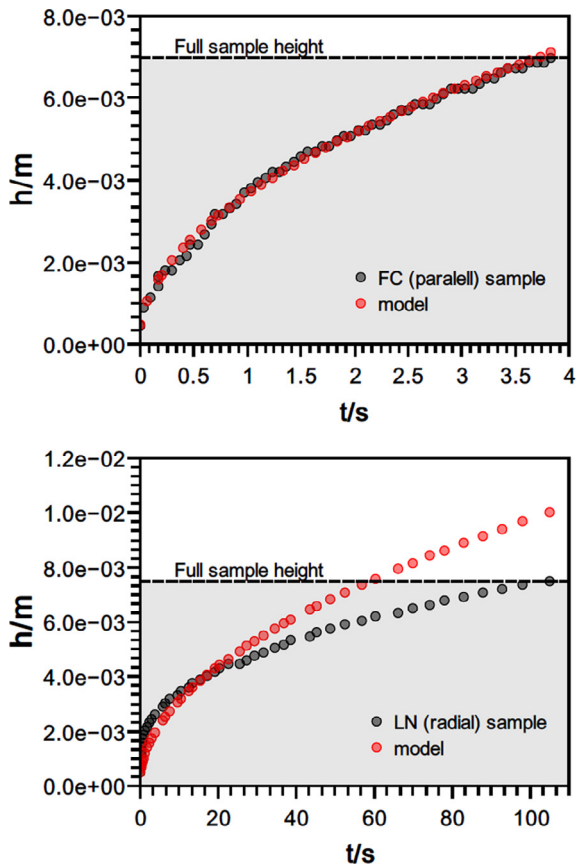 8.0e−03
Full sample height
6.0e−03
h/m
4.0e−03
2.0e−03
FC (paralell) sample
model
0.0e+00
0 0.5 1 1.5 2 2.5 3 3.5 4
t/s
1.2e−02
1.0e−02
8.0e−03
Full sample height
h/m
6.0e−03
4.0e−03
LN (radial) sample
2.0e−03
model
0.0e+00
0 20 40 60 80 100
t/s